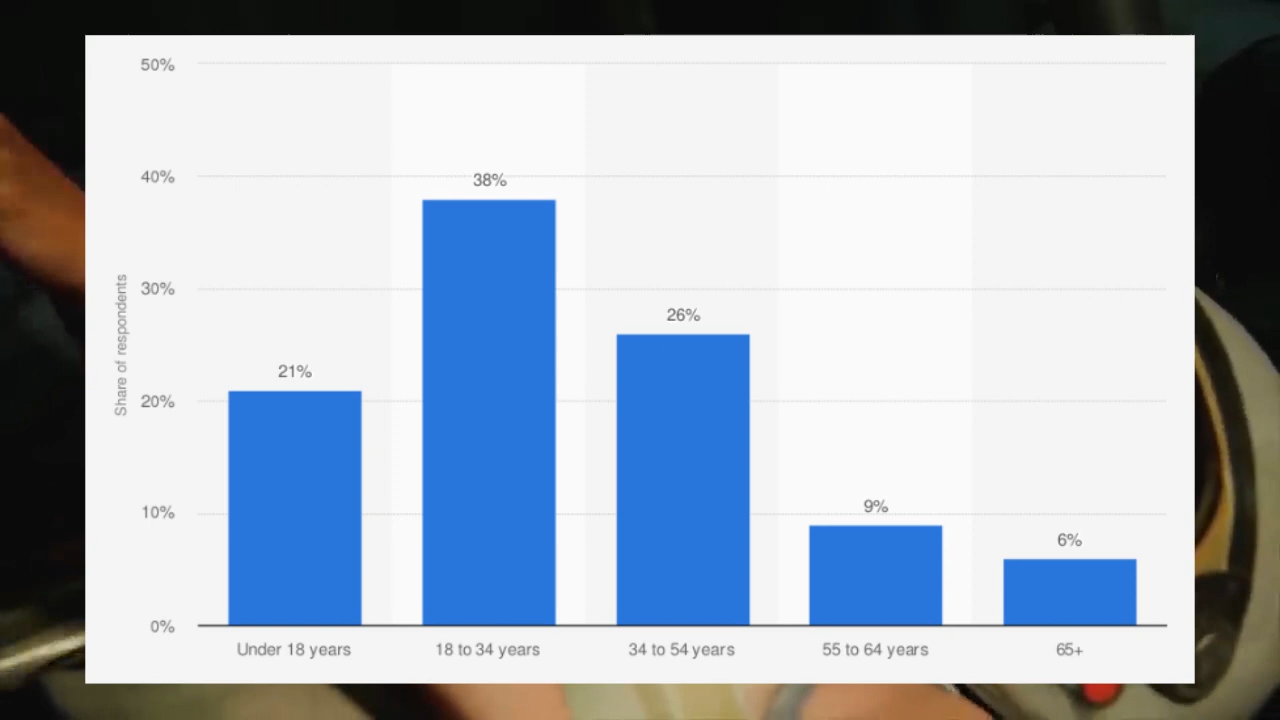 50%
40%
30%
20%
10%
0%
Share of respondents
21%
38%
26%
9%
6%
Under 18 years
18 to 34 years
34 to 54 years
55 to 64 years
65+